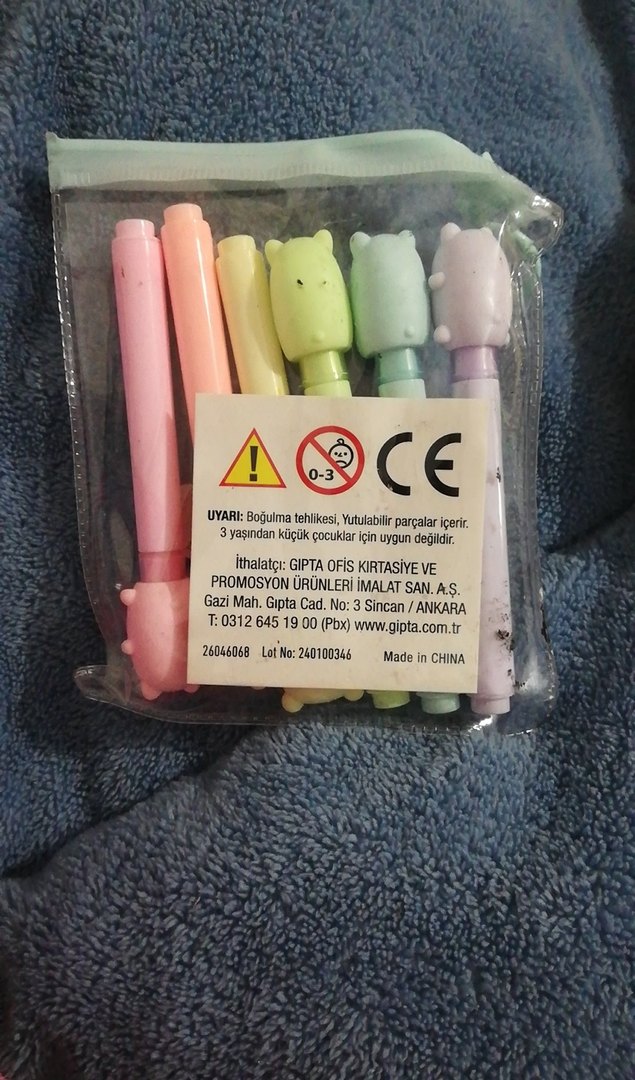 0-3
CE
UYARI: Boğulma tehlikesi, Yutulabilir parçalar içerir.
3 yaşından küçük çocuklar için uygun değildir.
İthalatçı: GIPTA OFİS KIRTASİYE VE
PROMOSYON ÜRÜNLERİ İMALAT SAN. A.Ş.
Gazi Mah. Gıpta Cad. No: 3 Sincan / ANKARA
T: 0312 645 19 00 (Pbx) www.gipta.com.tr
26046068 Lot No: 240100346 Made in CHINA